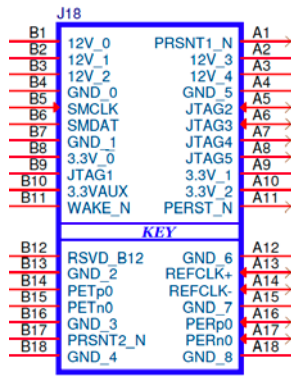 J18
B1 12V_0 PRSNT1_N A1
B2 12V_1 12V_3 A2
B3 12V_2 12V_4 A3
B4 GND_0 GND_5 A4
B5 SMCLK JTAG2 A5
B6 SMDAT JTAG3 A6
B7 GND_1 JTAG4 A7
B8 3.3V_0 JTAG5 A8
B9 JTAG1 3.3V_1 A9
B10 3.3VAUX 3.3V_2 A10
B11 WAKE_N PERST_N A11
KEY
B12 RSVD_B12 GND_6 A12
B13 GND_2 REFCLK+ A13
B14 PETp0 REFCLK- A14
B15 PETn0 GND_7 A15
B16 GND_3 PERp0 A16
B17 PRSNT2_N PERn0 A17
B18 GND_4 GND_8 A18